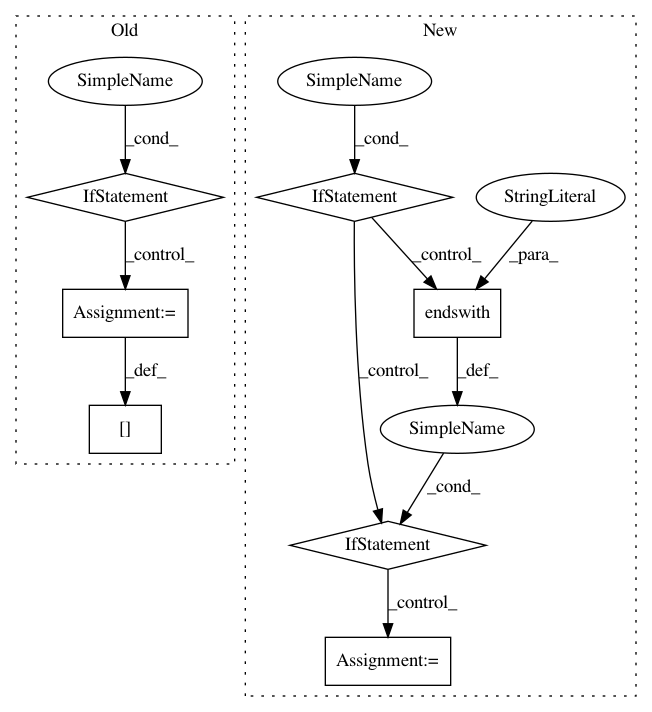 Old
New
SimpleName
SimpleName
_cond_
_cond_
IfStatement
IfStatement
StringLiteral
_control_
_control_
_para_
Assignment:=
endswith
_def_
_control_
_def_
[]
SimpleName
_cond_
IfStatement
_control_
Assignment:=